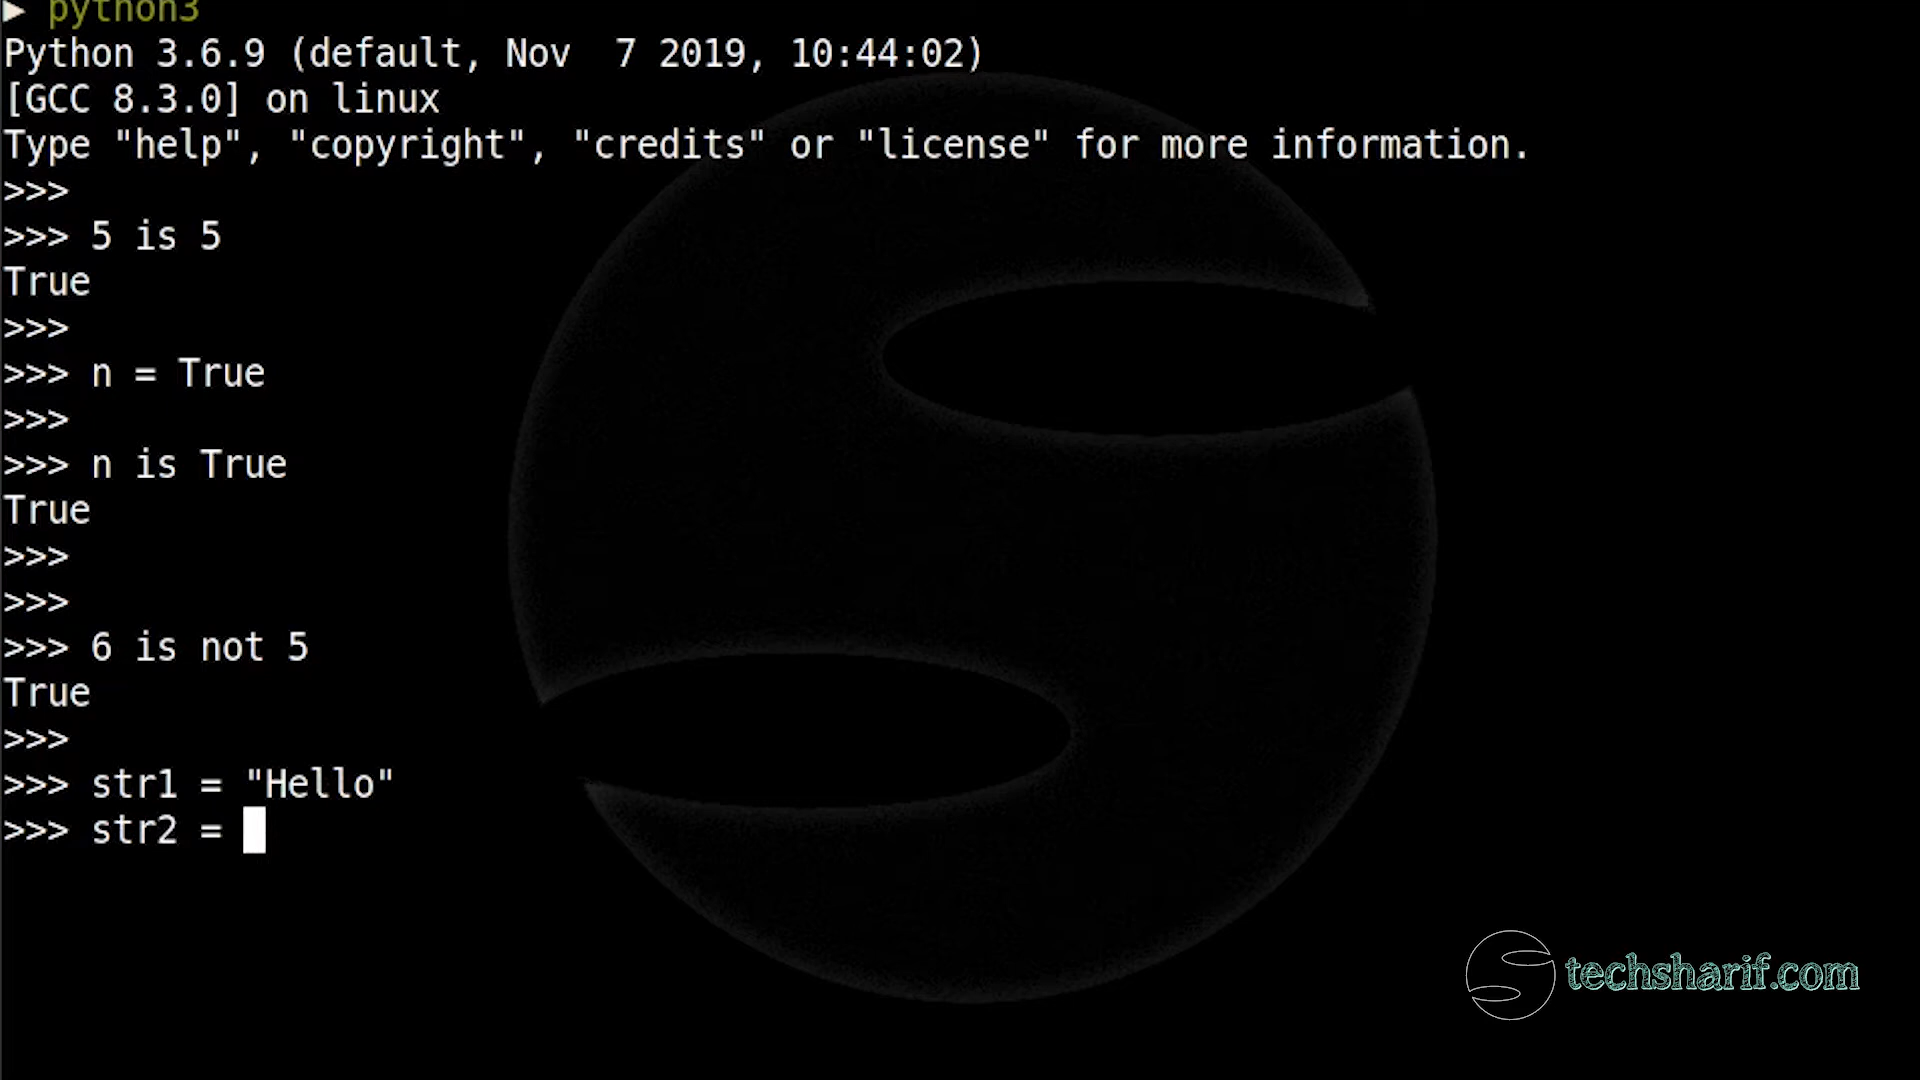 ▶ python3
Python 3.6.9 (default, Nov  7 2019, 10:44:02)
[GCC 8.3.0] on linux
Type "help", "copyright", "credits" or "license" for more information.
>>>
>>> 5 is 5
True
>>>
>>> n = True
>>>
>>> n is True
True
>>>
>>>
>>> 6 is not 5
True
>>>
>>> str1 = "Hello"
>>> str2 =
techsharif.com